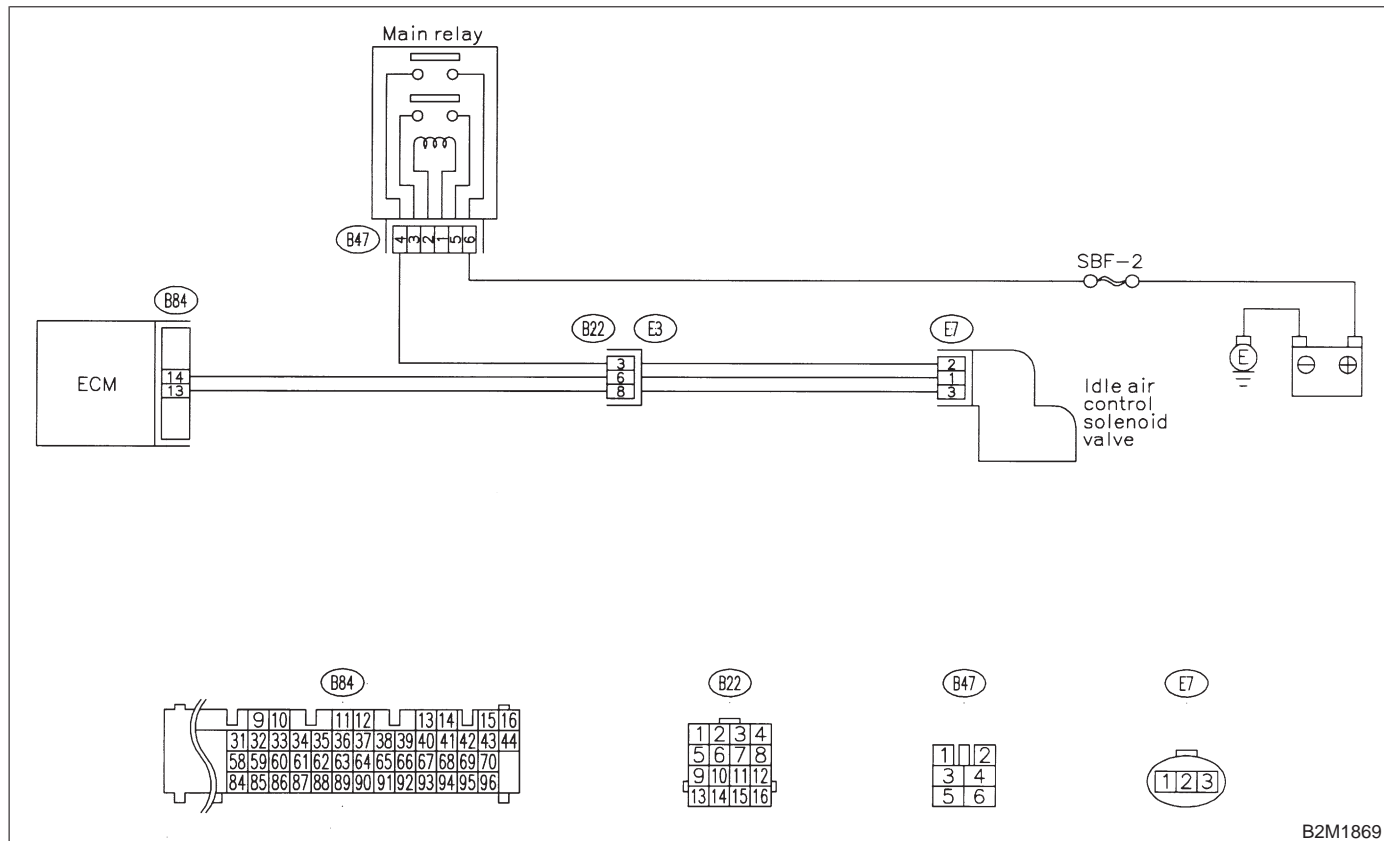 Main relay
B47
4 3 2 1 5 6
SBF-2
B84
B22
E3
E7
E
ECM
14
13
3
6
8
2
1
3
⊖ ⊕
Idle air
control
solenoid
valve
B84
9 10 11 12 13 14 15 16
31 32 33 34 35 36 37 38 39 40 41 42 43 44
58 59 60 61 62 63 64 65 66 67 68 69 70
84 85 86 87 88 89 90 91 92 93 94 95 96
B22
1 2 3 4
5 6 7 8
9 10 11 12
13 14 15 16
B47
1 2
3 4
5 6
E7
1 2 3
B2M1869